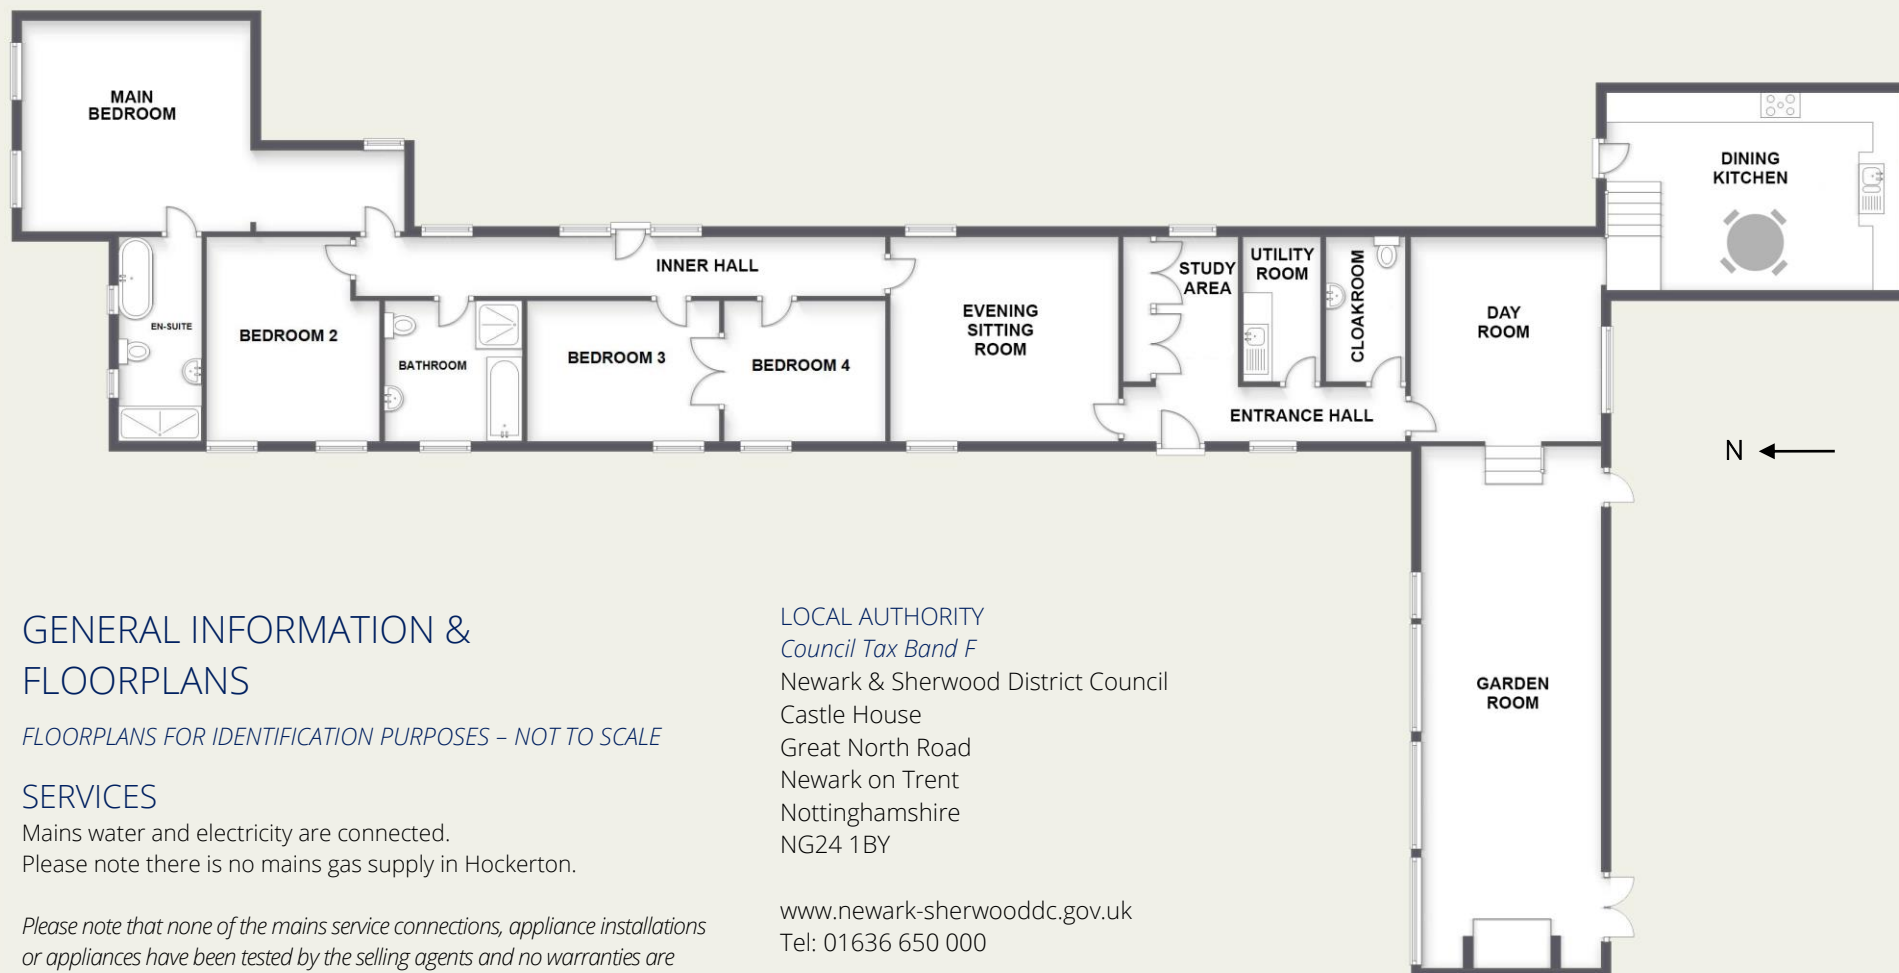 MAIN
BEDROOM
DINING
KITCHEN
INNER HALL
STUDY
AREA
UTILITY
ROOM
CLOAKROOM
EN-SUITE
BEDROOM 2
BATHROOM
BEDROOM 3
BEDROOM 4
EVENING
SITTING
ROOM
DAY
ROOM
ENTRANCE HALL
N
GARDEN
ROOM
GENERAL INFORMATION &
FLOORPLANS
FLOORPLANS FOR IDENTIFICATION PURPOSES – NOT TO SCALE
SERVICES
Mains water and electricity are connected.
Please note there is no mains gas supply in Hockerton.
Please note that none of the mains service connections, appliance installations
or appliances have been tested by the selling agents and no warranties are
LOCAL AUTHORITY
Council Tax Band F
Newark & Sherwood District Council
Castle House
Great North Road
Newark on Trent
Nottinghamshire
NG24 1BY
www.newark-sherwooddc.gov.uk
Tel: 01636 650 000